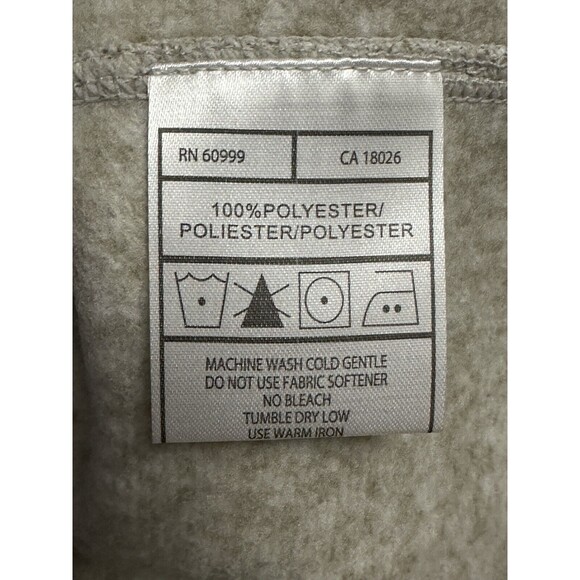 RN 60999 CA 18026
100%POLYESTER/
POLIESTER/POLYESTER
MACHINE WASH COLD GENTLE
DO NOT USE FABRIC SOFTENER
NO BLEACH
TUMBLE DRY LOW
USE WARM IRON